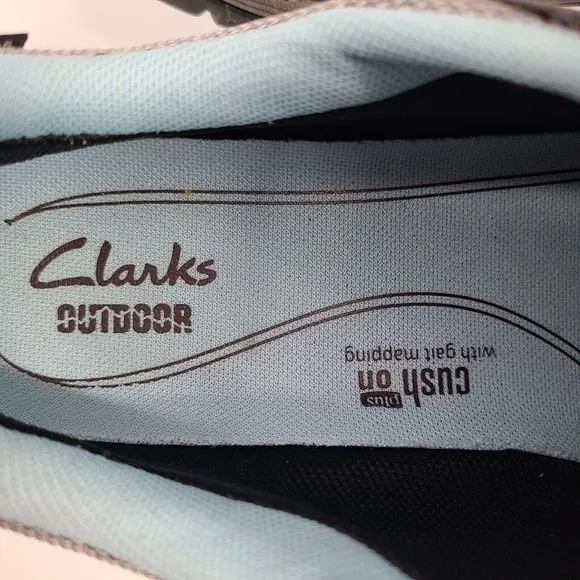 Clarks
OUTDOOR
cush on
plus
with gait mapping